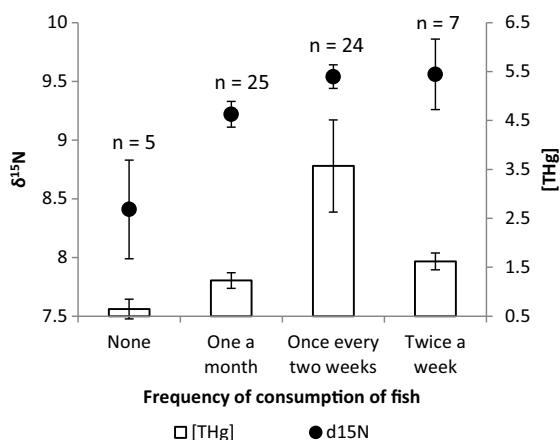 10
9.5
9
8.5
8
7.5
δ¹⁵N
n = 5
n = 25
n = 24
n = 7
6.5
5.5
4.5
3.5
2.5
1.5
0.5
[THg]
None
One a
month
Once every
two weeks
Twice a
week
Frequency of consumption of fish
[THg]
d15N